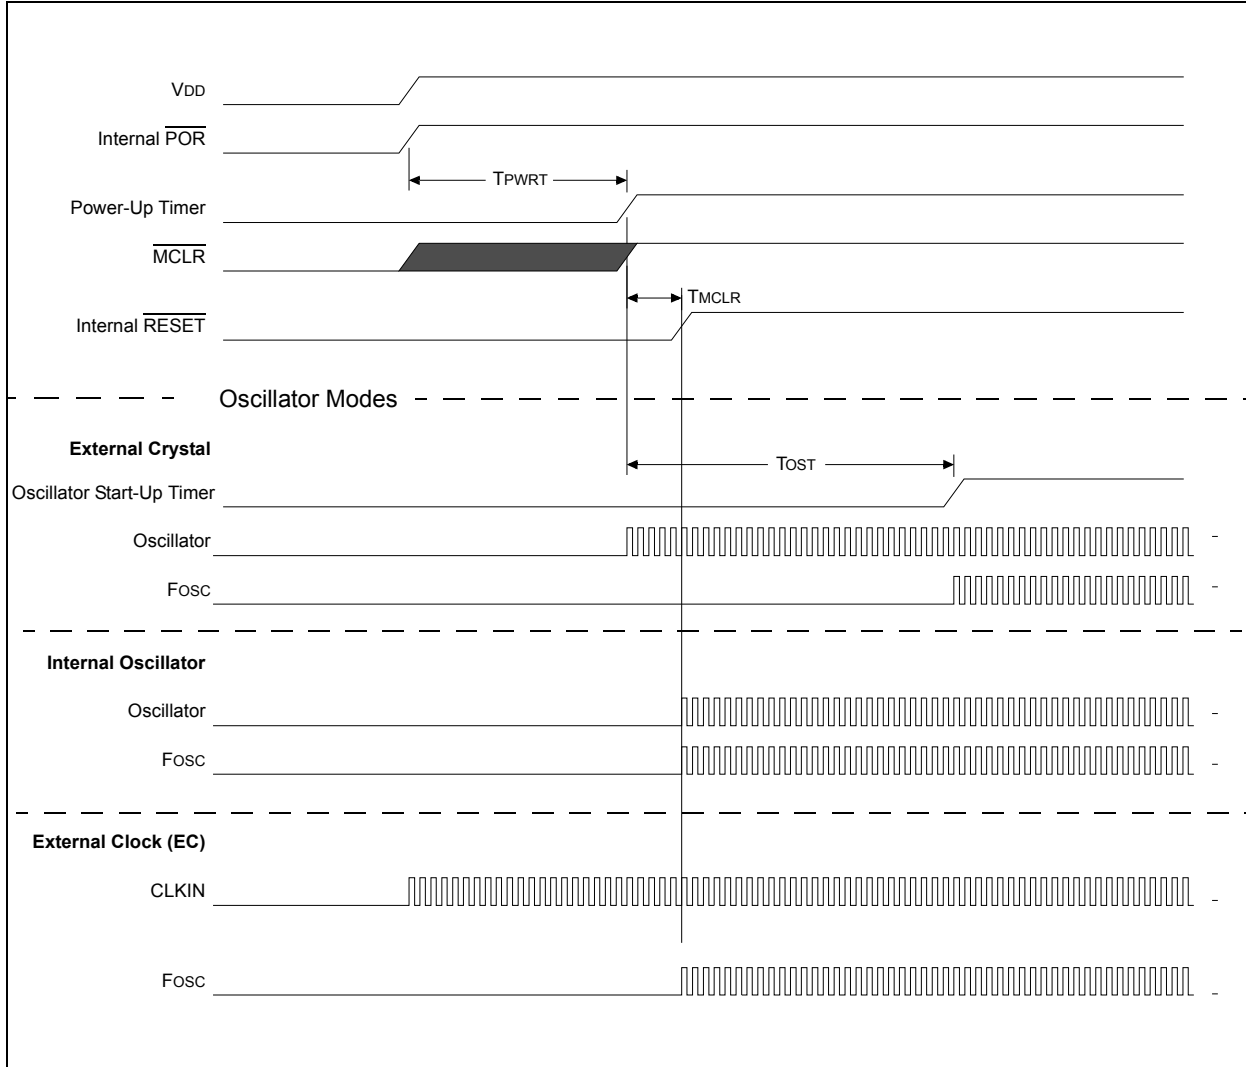 VDD
Internal POR
TPWRT
Power-Up Timer
MCLR
TMCLR
Internal RESET
Oscillator Modes
External Crystal
TOST
Oscillator Start-Up Timer
Oscillator
FOSC
Internal Oscillator
Oscillator
FOSC
External Clock (EC)
CLKIN
FOSC